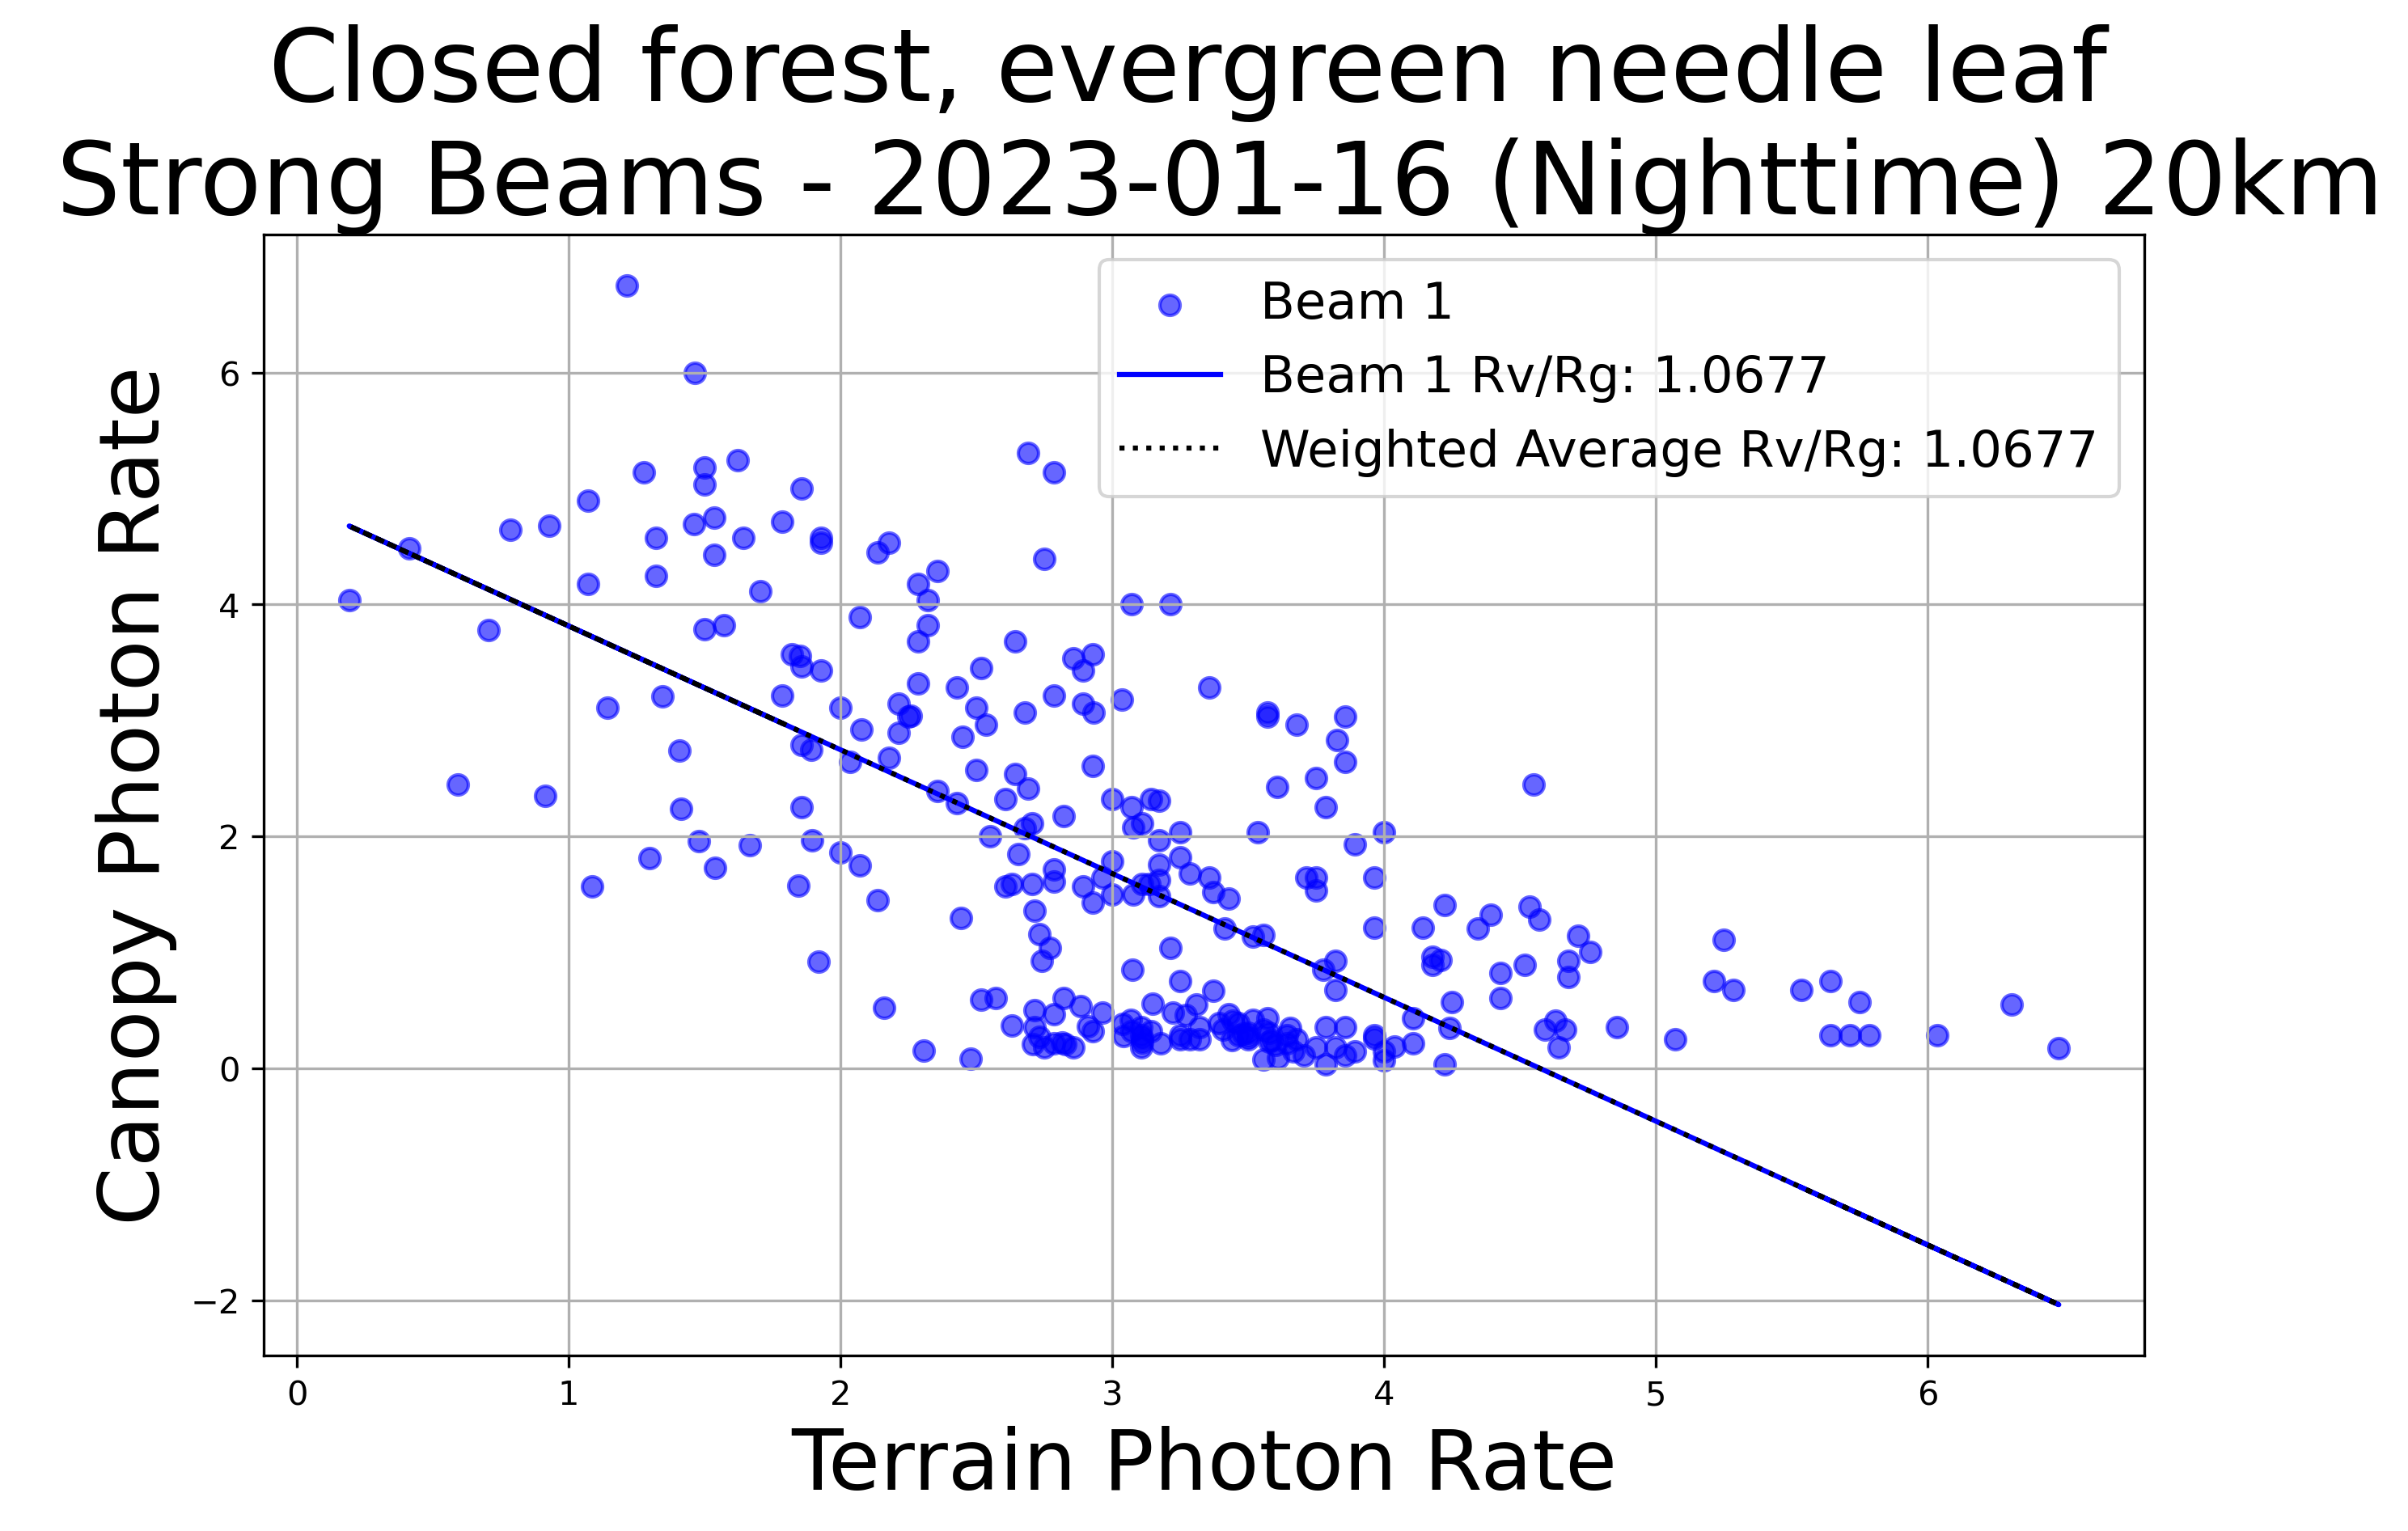 Closed forest, evergreen needle leaf
Strong Beams - 2023-01-16 (Nighttime) 20km
Beam 1
Beam 1 Rv/Rg: 1.0677
Weighted Average Rv/Rg: 1.0677
Canopy Photon Rate
6
4
2
0
−2
0 1 2 3 4 5 6
Terrain Photon Rate